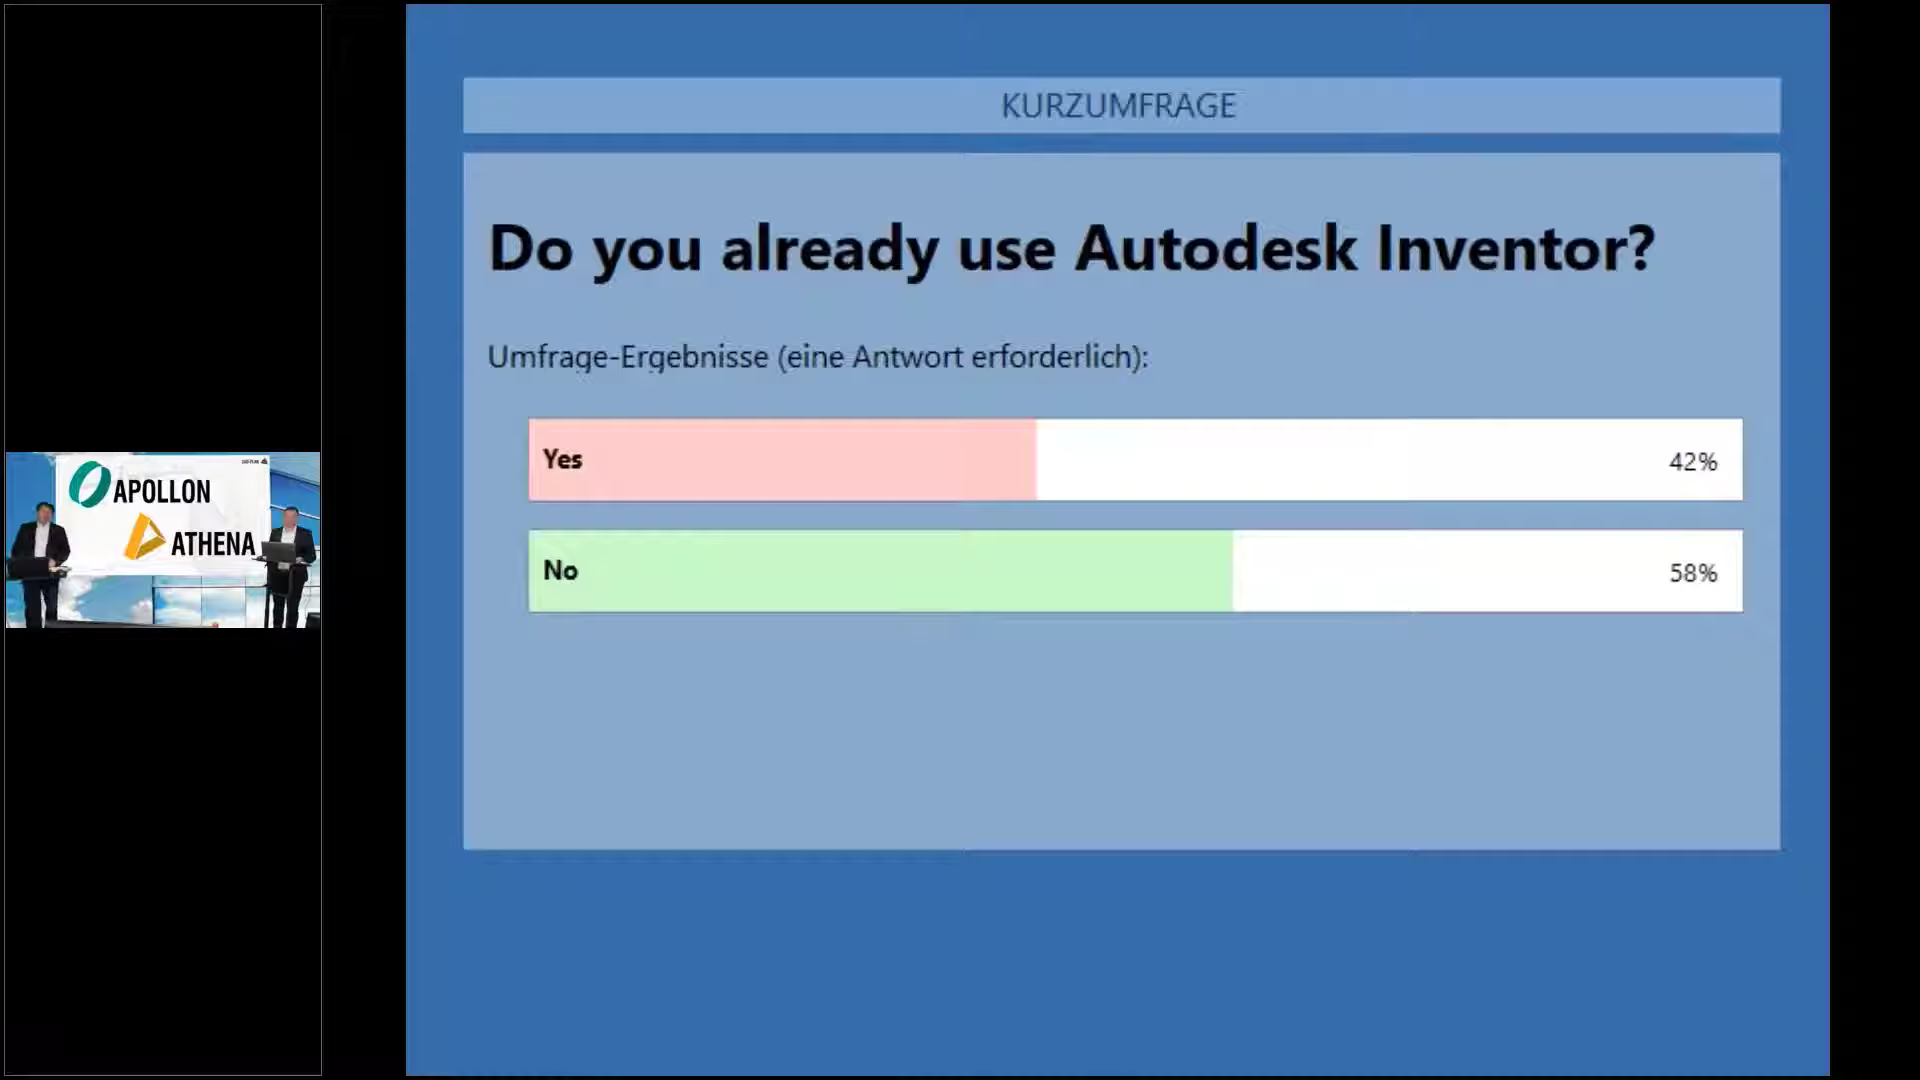 APOLLON
ATHENA
KURZUMFRAGE
Do you already use Autodesk Inventor?
Umfrage-Ergebnisse (eine Antwort erforderlich):
Yes 42%
No 58%